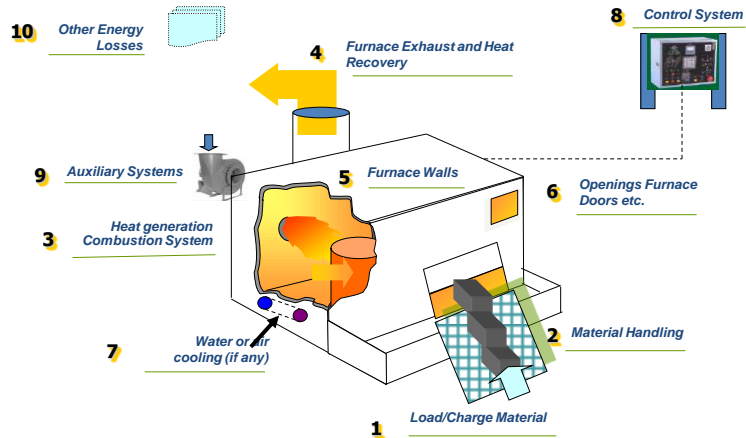 10 Other Energy
Losses
4 Furnace Exhaust and Heat
Recovery
8 Control System
9 Auxiliary Systems
5 Furnace Walls
6 Openings Furnace
Doors etc.
3 Heat generation
Combustion System
7 Water or air
cooling (if any)
2 Material Handling
1 Load/Charge Material